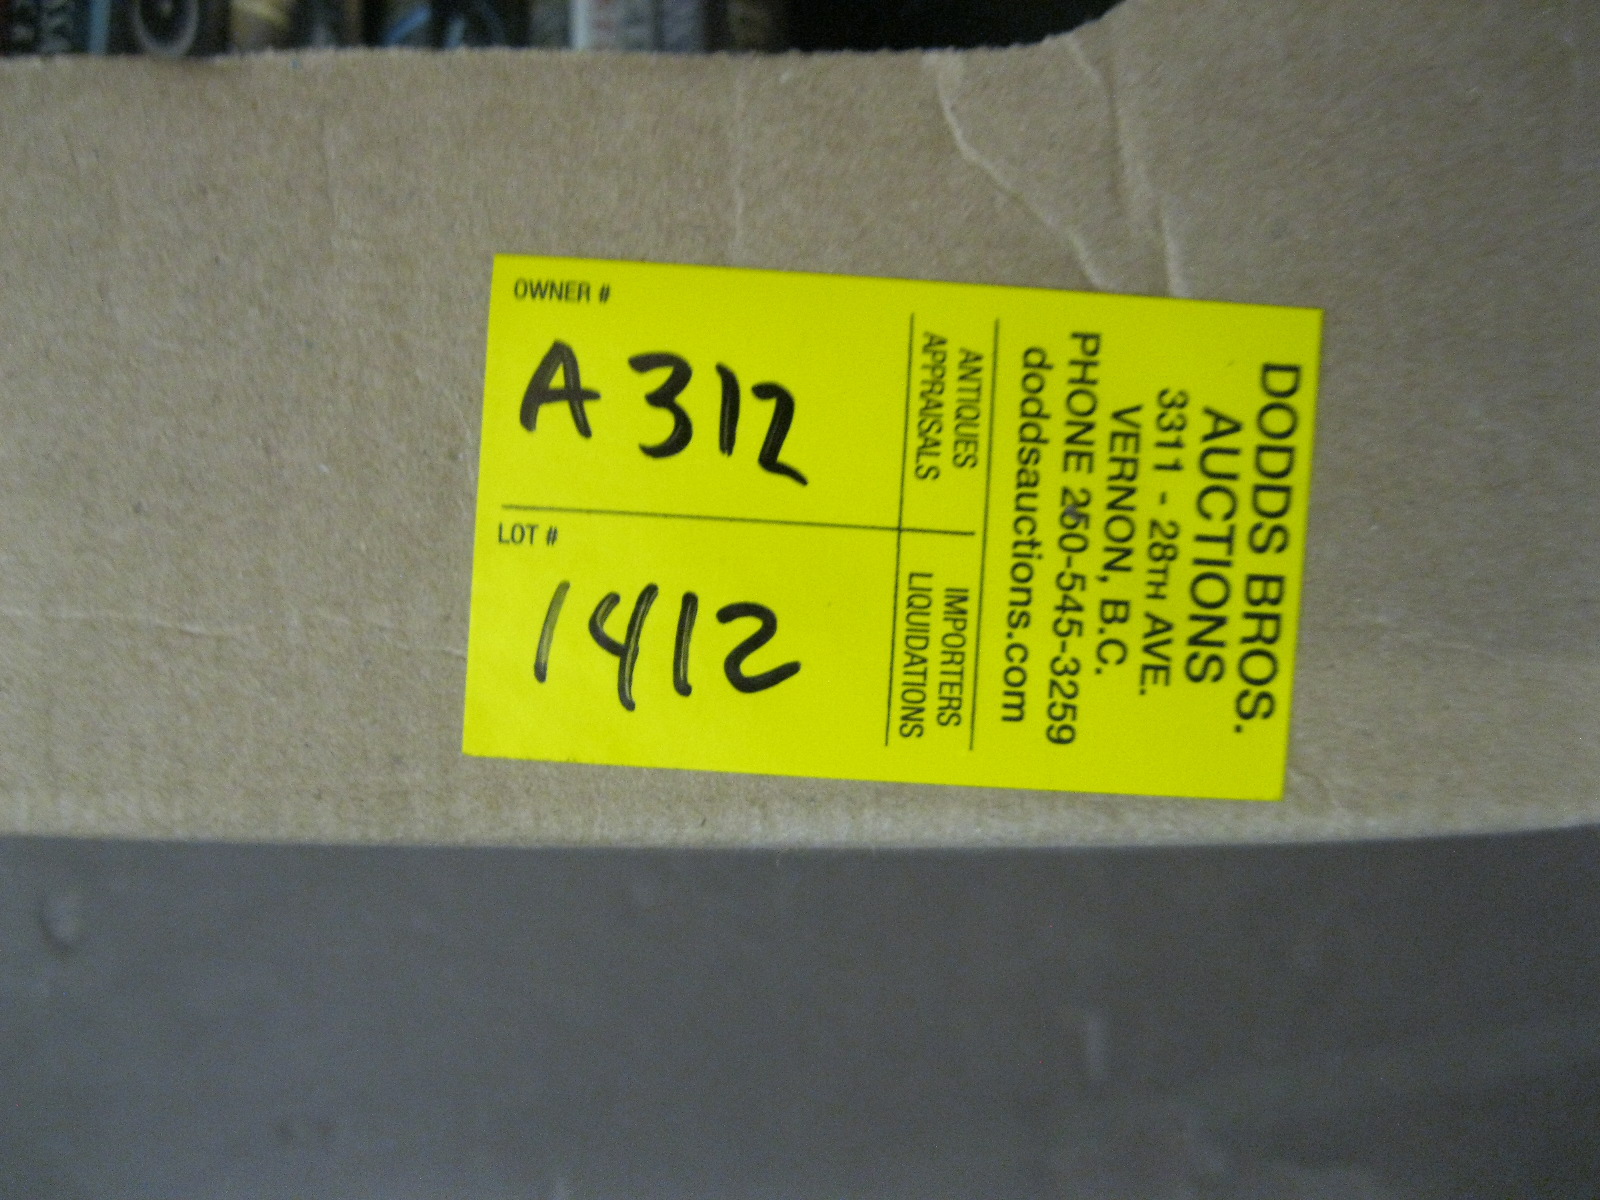 OWNER #
A312
LOT #
1412
ANTIQUES
APPRAISALS
IMPORTERS
LIQUIDATIONS
DODDS BROS.
AUCTIONS
3311 - 28TH AVE.
VERNON, B.C.
PHONE 250-545-3259
doddsauctions.com